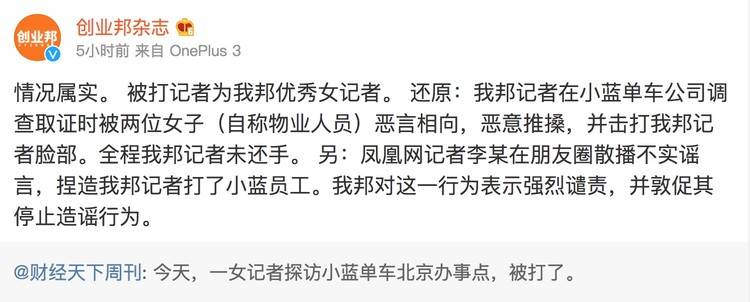 创业邦
创业邦杂志
5小时前 来自 OnePlus 3
情况属实。 被打记者为我邦优秀女记者。 还原：我邦记者在小蓝单车公司调
查取证时被两位女子（自称物业人员）恶言相向，恶意推搡，并击打我邦记
者脸部。全程我邦记者未还手。 另：凤凰网记者李某在朋友圈散播不实谣
言，捏造我邦记者打了小蓝员工。我邦对这一行为表示强烈谴责，并敦促其
停止造谣行为。
@财经天下周刊: 今天，一女记者探访小蓝单车北京办事点，被打了。